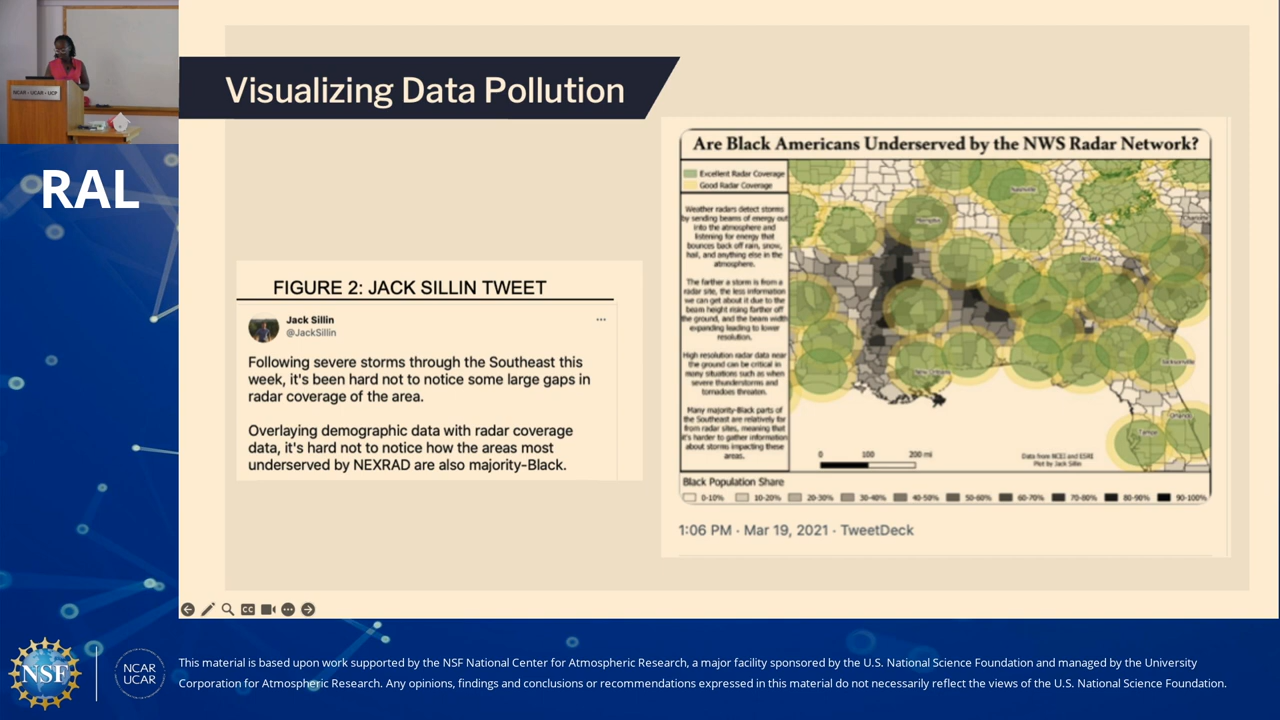 NCAR • UCAR • UCP
RAL
Visualizing Data Pollution
FIGURE 2: JACK SILLIN TWEET
Jack Sillin
@JackSillin
Following severe storms through the Southeast this
week, it's been hard not to notice some large gaps in
radar coverage of the area.
Overlaying demographic data with radar coverage
data, it's hard not to notice how the areas most
underserved by NEXRAD are also majority-Black.
Are Black Americans Underserved by the NWS Radar Network?
Excellent Radar Coverage
Good Radar Coverage
Weather radars detect storms
by sending beams of energy out
into the atmosphere and
listening for energy that
bounces back off rain, snow,
hail, and anything else in the
atmosphere.
The farther a storm is from a
radar site, the less information
we can get about it due to the
beam height rising farther off
the ground, and the beam width
expanding leading to lower
resolution.
High resolution radar data near
the ground can be critical in
many situations such as when
severe thunderstorms and
tornadoes threaten.
Many majority-Black parts of
the Southeast are relatively far
from radar sites, meaning that
it's harder to gather information
about storms impacting these
areas.
Nashville
Memphis
Charlotte
Atlanta
New Orleans
Jacksonville
Orlando
Tampa
0 100 200 mi
Data from NCEI and ESRI
Plot by Jack Sillin
Black Population Share
0-10% 10-20% 20-30% 30-40% 40-50% 50-60% 60-70% 70-80% 80-90% 90-100%
1:06 PM · Mar 19, 2021 · TweetDeck
CC
NSF
NCAR
UCAR
This material is based upon work supported by the NSF National Center for Atmospheric Research, a major facility sponsored by the U.S. National Science Foundation and managed by the University
Corporation for Atmospheric Research. Any opinions, findings and conclusions or recommendations expressed in this material do not necessarily reflect the views of the U.S. National Science Foundation.